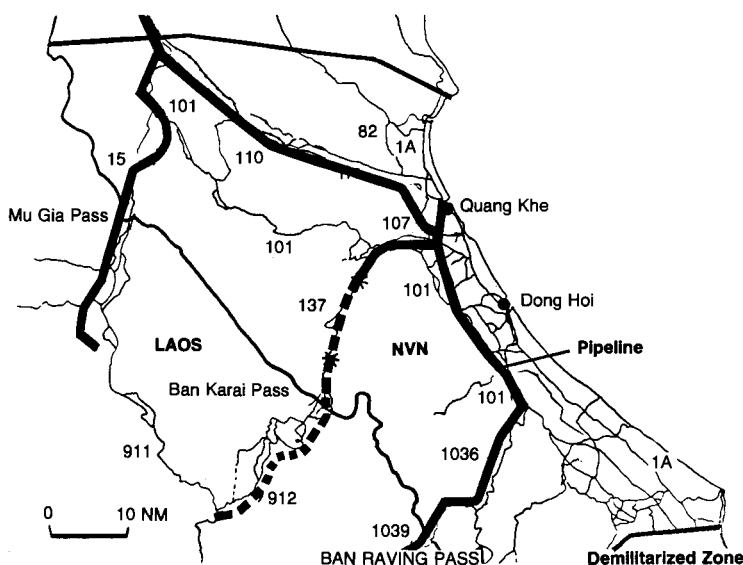 101
82
1A
110
15
Mu Gia Pass
Quang Khe
107
101
101
137
Dong Hoi
LAOS
NVN
Pipeline
Ban Karai Pass
101
911
1036
1A
912
0 10 NM
1039
BAN RAVING PASS
Demilitarized Zone